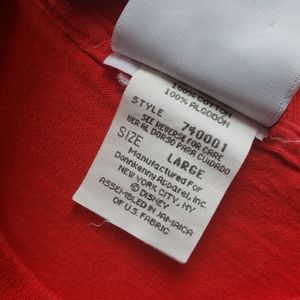 100% COTTON
100% ALGODÓN
STYLE 740001
SEE REVERSE FOR CARE
VER AL DORSO PARA CUIDADO
SIZE LARGE
Manufactured For
Donnkenny Apparel, Inc.
NEW YORK CITY, NY
© DISNEY
ASSEMBLED IN JAMAICA
OF U.S. FABRIC